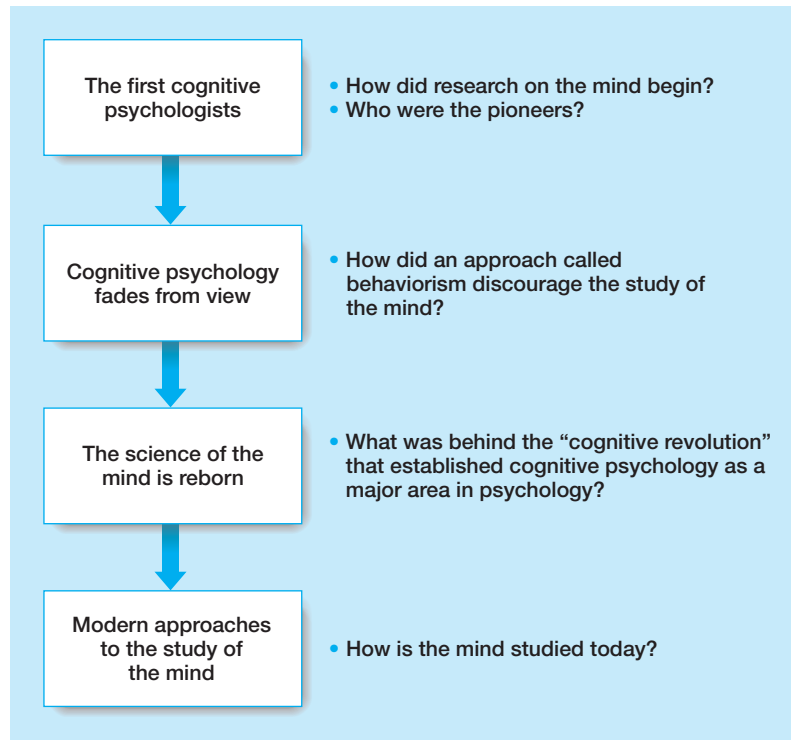 The first cognitive
psychologists
• How did research on the mind begin?
• Who were the pioneers?
Cognitive psychology
fades from view
• How did an approach called
behaviorism discourage the study of
the mind?
The science of the
mind is reborn
• What was behind the “cognitive revolution”
that established cognitive psychology as a
major area in psychology?
Modern approaches
to the study of
the mind
• How is the mind studied today?